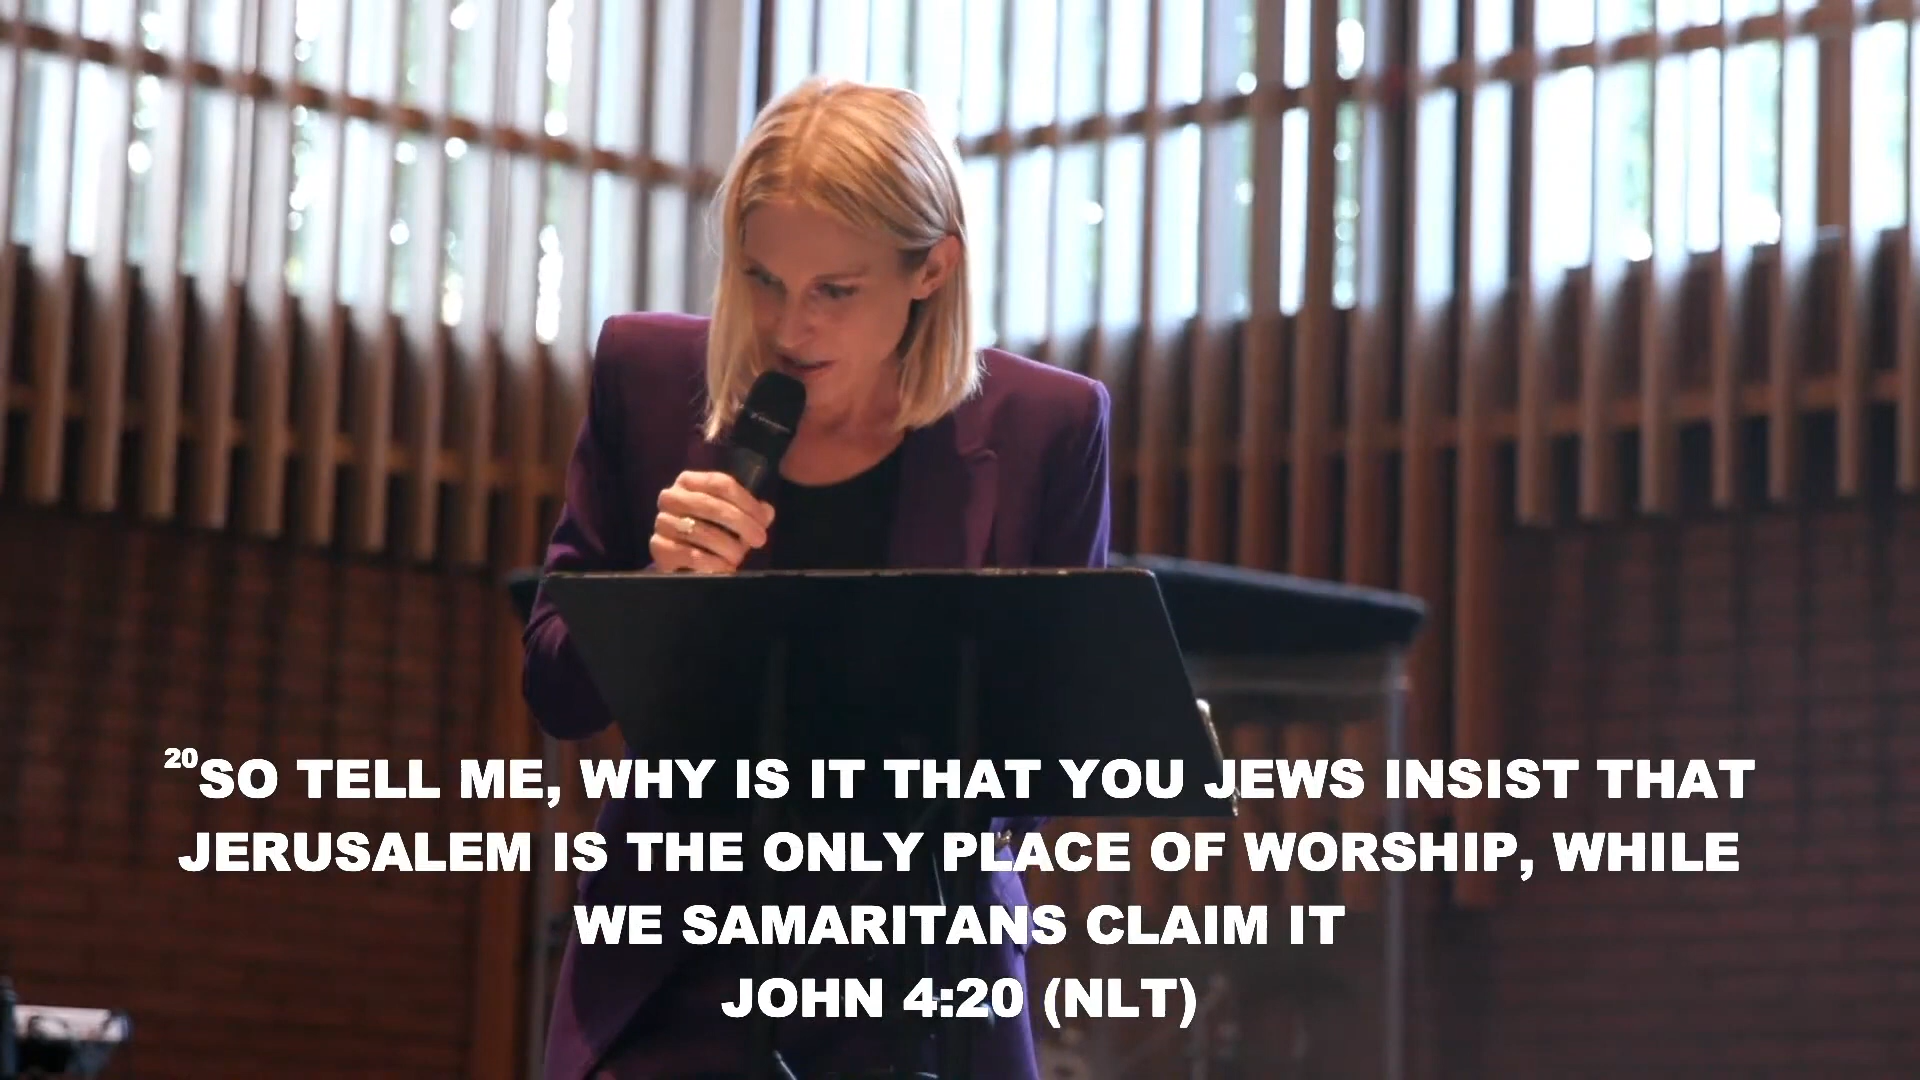 20SO TELL ME, WHY IS IT THAT YOU JEWS INSIST THAT
JERUSALEM IS THE ONLY PLACE OF WORSHIP, WHILE
WE SAMARITANS CLAIM IT
JOHN 4:20 (NLT)